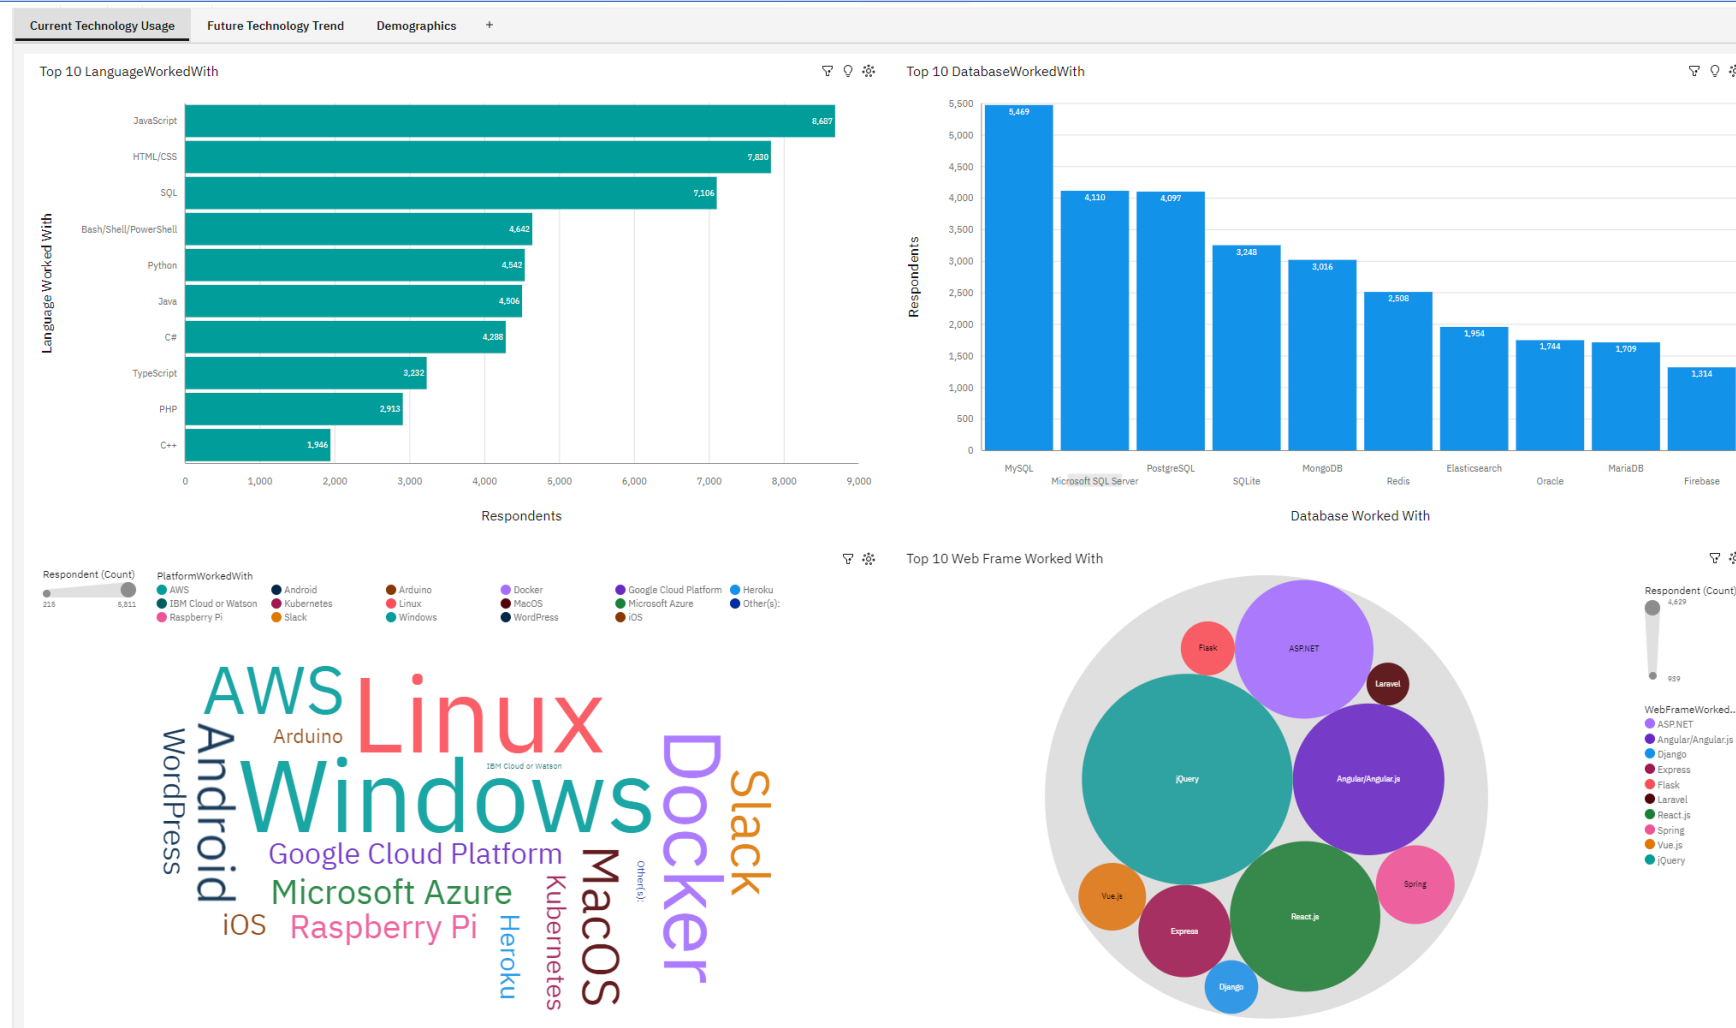 Current Technology Usage
Future Technology Trend
Demographics
+
Top 10 LanguageWorkedWith
Language Worked With
JavaScript
8,687
HTML/CSS
7,830
SQL
7,106
Bash/Shell/PowerShell
4,642
Python
4,542
Java
4,506
C#
4,288
TypeScript
3,232
PHP
2,913
C++
1,946
0 1,000 2,000 3,000 4,000 5,000 6,000 7,000 8,000 9,000
Respondents
Top 10 DatabaseWorkedWith
Respondents
5,500
5,000
4,500
4,000
3,500
3,000
2,500
2,000
1,500
1,000
500
0
5,469
4,110
4,097
3,248
3,016
2,508
1,954
1,744
1,709
1,314
MySQL
Microsoft SQL Server
PostgreSQL
SQLite
MongoDB
Redis
Elasticsearch
Oracle
MariaDB
Firebase
Database Worked With
Respondent (Count)
215 5,811
PlatformWorkedWith
AWS Android Arduino Docker Google Cloud Platform Heroku
IBM Cloud or Watson Kubernetes Linux MacOS Microsoft Azure Other(s):
Raspberry Pi Slack Windows WordPress iOS
AWS
Linux
Arduino
WordPress
Android
IBM Cloud or Watson
Windows
Docker
Slack
Google Cloud Platform
MacOS
Other(s):
Microsoft Azure
Kubernetes
iOS
Raspberry Pi
Heroku
Top 10 Web Frame Worked With
Flask
ASP.NET
Laravel
jQuery
Angular/Angular.js
Vue.js
Express
React.js
Spring
Django
Respondent (Count)
4,629
939
WebFrameWorked...
ASP.NET
Angular/Angular.js
Django
Express
Flask
Laravel
React.js
Spring
Vue.js
jQuery